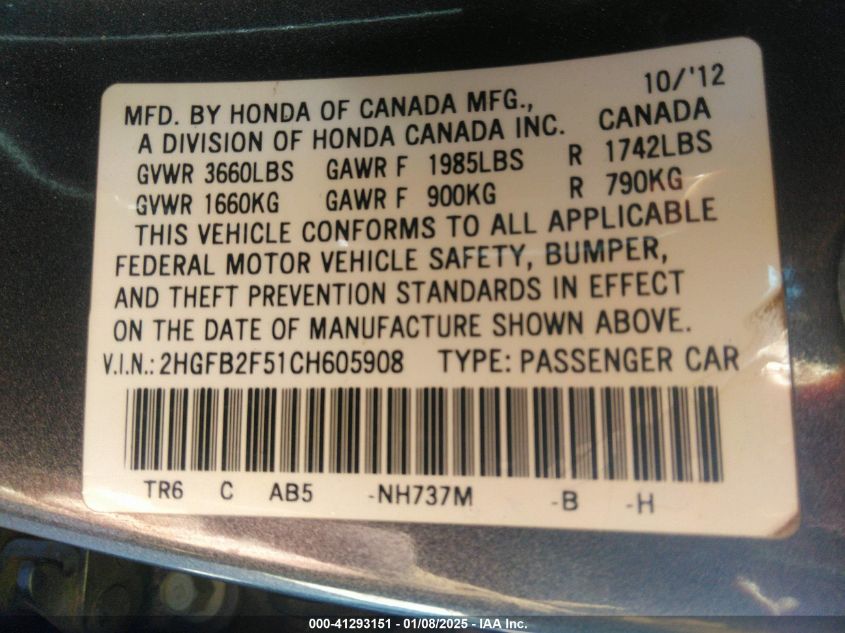 10/'12
MFD. BY HONDA OF CANADA MFG., CANADA
A DIVISION OF HONDA CANADA INC.
GVWR 3660LBS GAWR F 1985LBS R 1742LBS
GVWR 1660KG GAWR F 900KG R 790KG
THIS VEHICLE CONFORMS TO ALL APPLICABLE
FEDERAL MOTOR VEHICLE SAFETY, BUMPER,
AND THEFT PREVENTION STANDARDS IN EFFECT
ON THE DATE OF MANUFACTURE SHOWN ABOVE.
V.I.N.: 2HGFB2F51CH605908 TYPE: PASSENGER CAR
TR6 C AB5 -NH737M -B -H
000-41293151 - 01/08/2025 - IAA Inc.